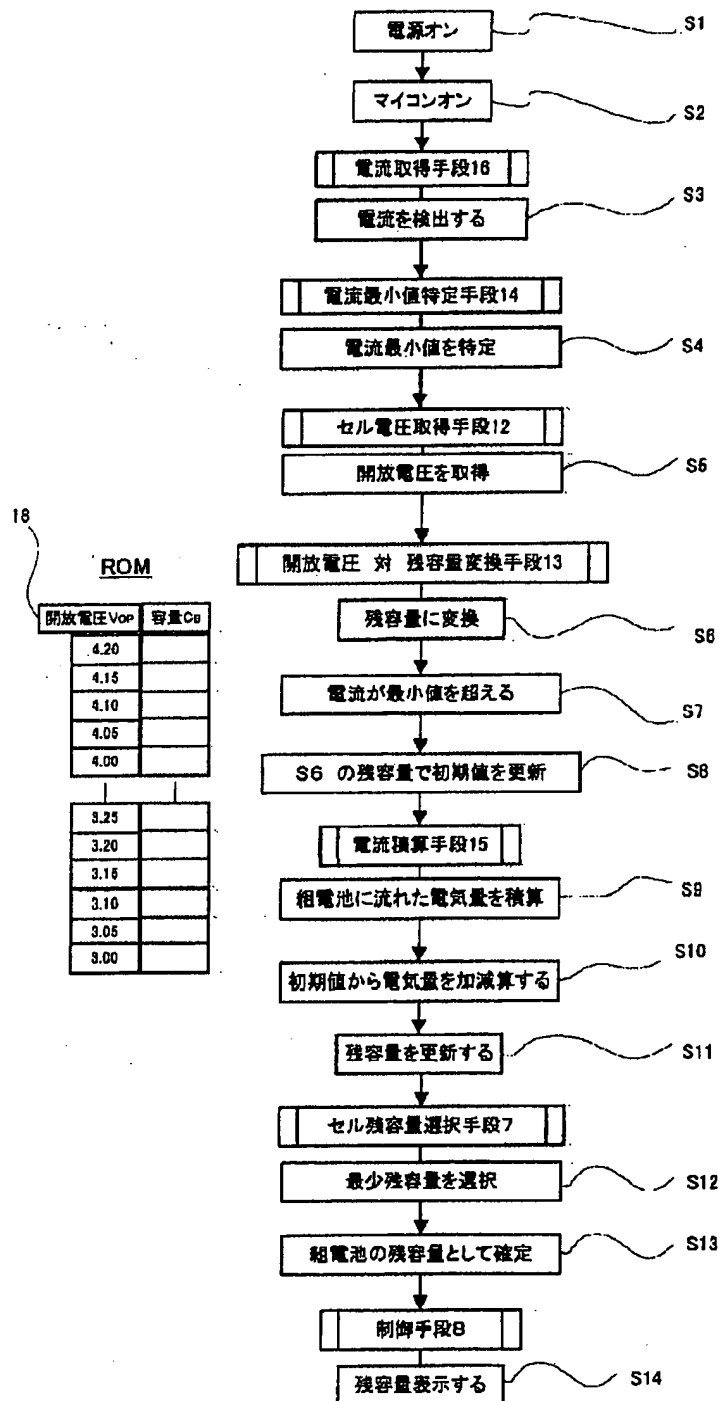 電源オン
S1
マイコンオン
S2
電流取得手段16
電流を検出する
S3
電流最小値特定手段14
電流最小値を特定
S4
セル電圧取得手段12
開放電圧を取得
S5
18
ROM
開放電圧VOP
容量CB
4.20
4.15
4.10
4.05
4.00
3.25
3.20
3.15
3.10
3.05
3.00
開放電圧 対 残容量変換手段13
残容量に変換
S6
電流が最小値を超える
S7
S6 の残容量で初期値を更新
S8
電流積算手段15
組電池に流れた電気量を積算
S9
初期値から電気量を加減算する
S10
残容量を更新する
S11
セル残容量選択手段7
最少残容量を選択
S12
組電池の残容量として確定
S13
制御手段8
残容量表示する
S14